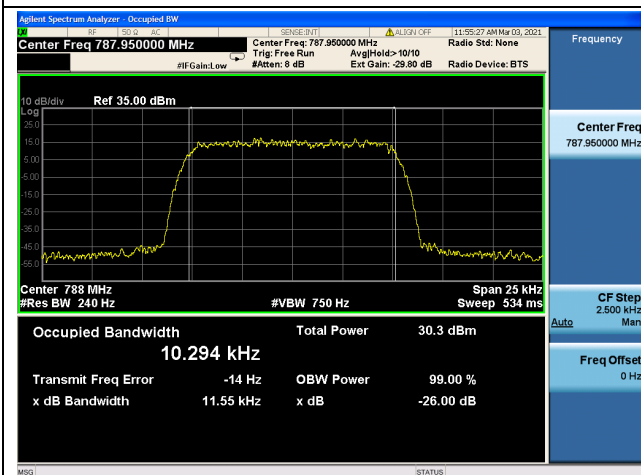 Agilent Spectrum Analyzer - Occupied BW
LXI RF 50 Ω AC SENSE:INT ALIGN OFF 11:55:27 AM Mar 03, 2021
Center Freq 787.950000 MHz
Center Freq: 787.950000 MHz
Radio Std: None
Trig: Free Run Avg|Hold:>10/10
#IFGain:Low #Atten: 8 dB Ext Gain: -29.80 dB Radio Device: BTS
10 dB/div Ref 35.00 dBm
Log
25.0
15.0
5.00
-5.00
-15.0
-25.0
-35.0
-45.0
-55.0
Center 788 MHz Span 25 kHz
#Res BW 240 Hz #VBW 750 Hz Sweep 534 ms
Occupied Bandwidth Total Power 30.3 dBm
10.294 kHz
Transmit Freq Error -14 Hz OBW Power 99.00 %
x dB Bandwidth 11.55 kHz x dB -26.00 dB
MSG STATUS
Frequency
Center Freq
787.950000 MHz
CF Step
2.500 kHz
Auto Man
Freq Offset
0 Hz